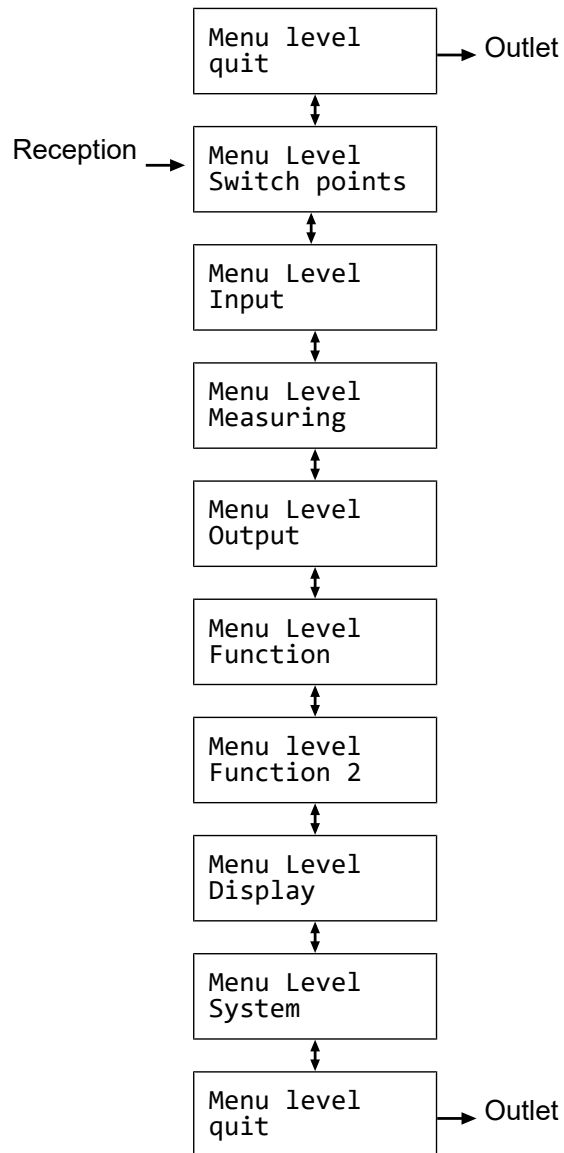 Menu level
quit
Outlet
Reception
Menu Level
Switch points
Menu Level
Input
Menu Level
Measuring
Menu Level
Output
Menu Level
Function
Menu level
Function 2
Menu Level
Display
Menu Level
System
Menu level
quit
Outlet